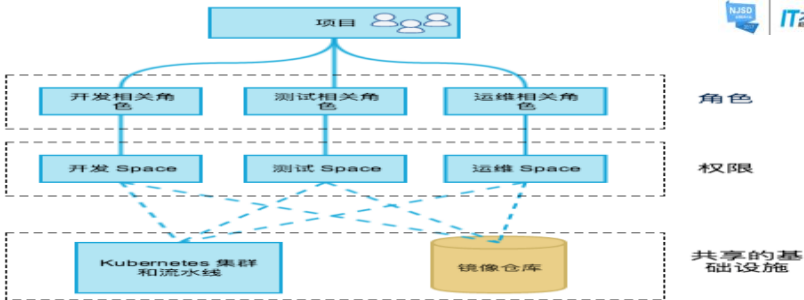 项目
NJSD
开发相关角
色
测试相关角
色
运维相关角
色
角色
开发 Space
测试 Space
运维 Space
权限
Kubernetes 集群
和流水线
镜像仓库
共享的基
础设施